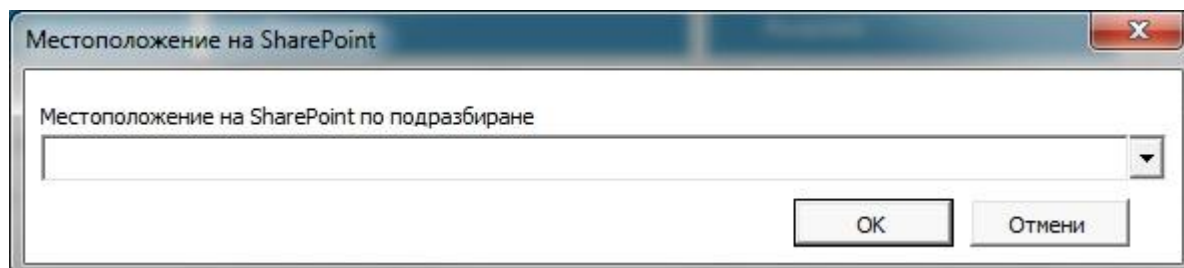 Местоположение на SharePoint
Местоположение на SharePoint по подразбиране
OK
Отмени